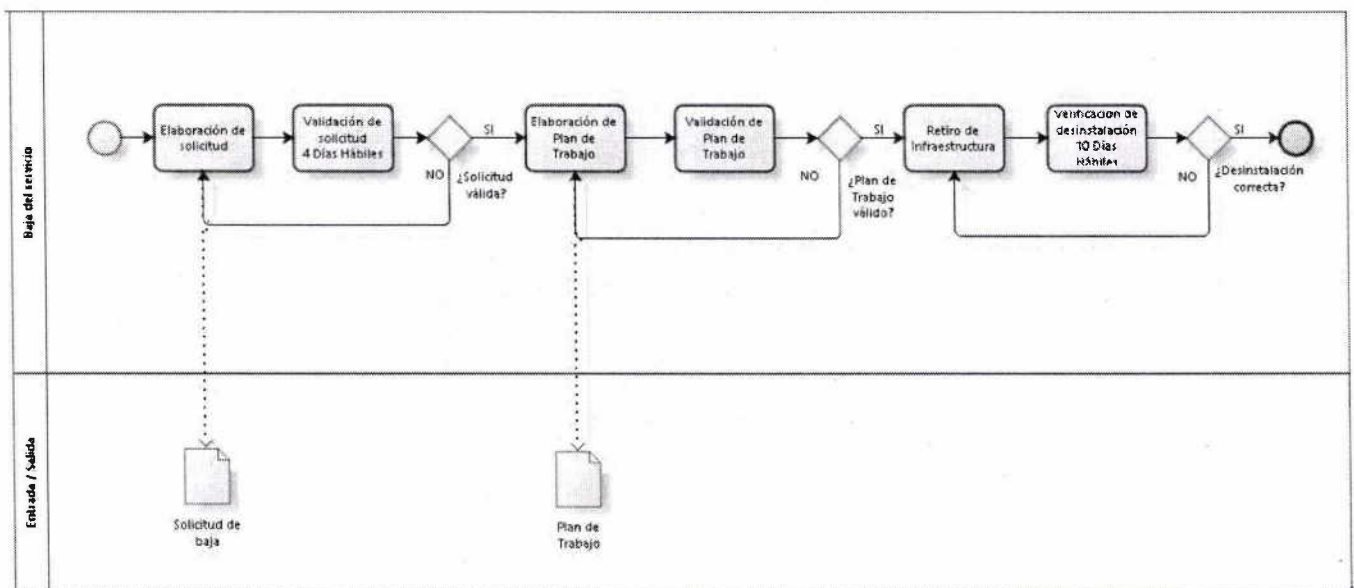 Baja del servicio
Elaboración de
solicitud
Validación de
solicitud
4 Días Hábiles
SI
NO
¿Solicitud
válida?
Elaboración de
Plan de
Trabajo
Validación de
Plan de
Trabajo
SI
NO
¿Plan de
Trabajo
válido?
Retiro de
Infraestructura
Verificación de
desinstalación
10 Días
Hábiles
SI
NO
¿Desinstalación
correcta?
Entrada / Salida
Solicitud de
baja
Plan de
Trabajo